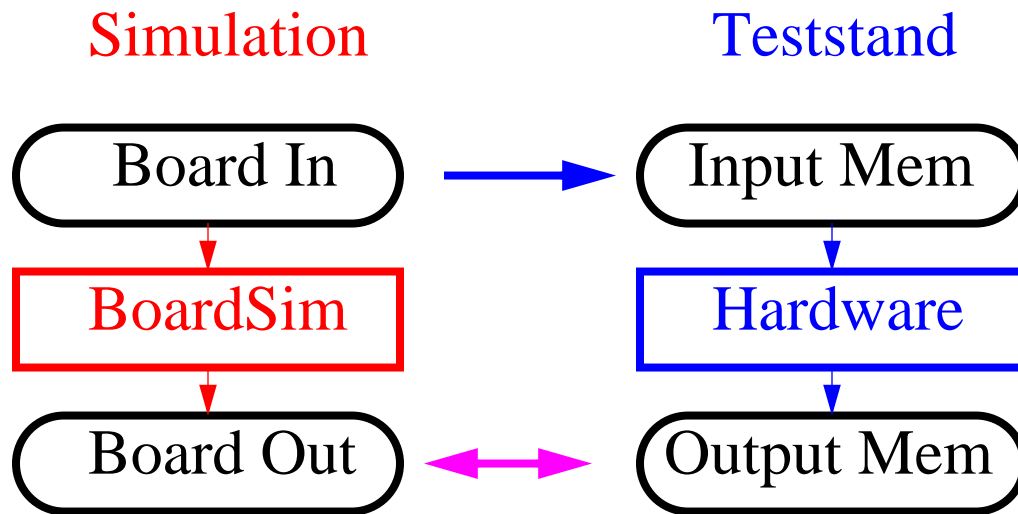 Simulation
Teststand
Board In
Input Mem
BoardSim
Hardware
Board Out
Output Mem